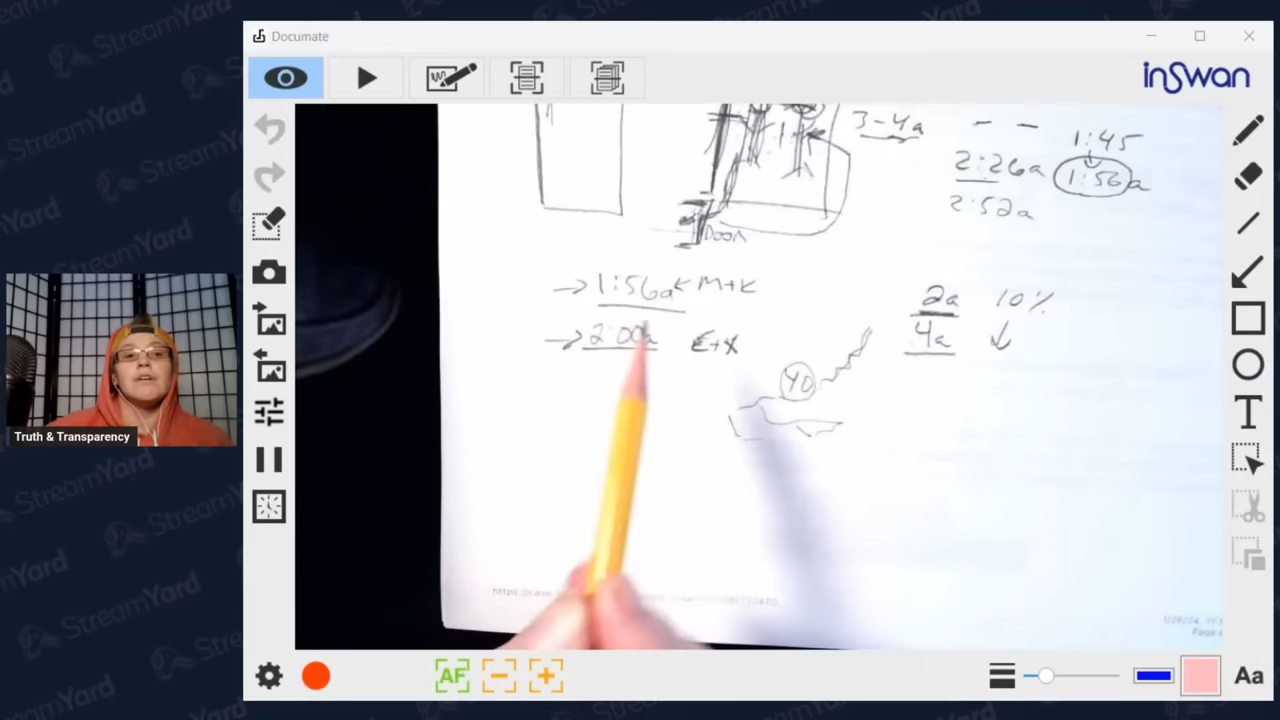 Documate
inSwan
3-4a
1:45
2:26a 1:56a
2:52a
DOOR
→ 1:56a K M+K
→ 2:00a E+X
2a 10%
4a ↓
40
Truth & Transparency
AF
T
Aa
StreamYard